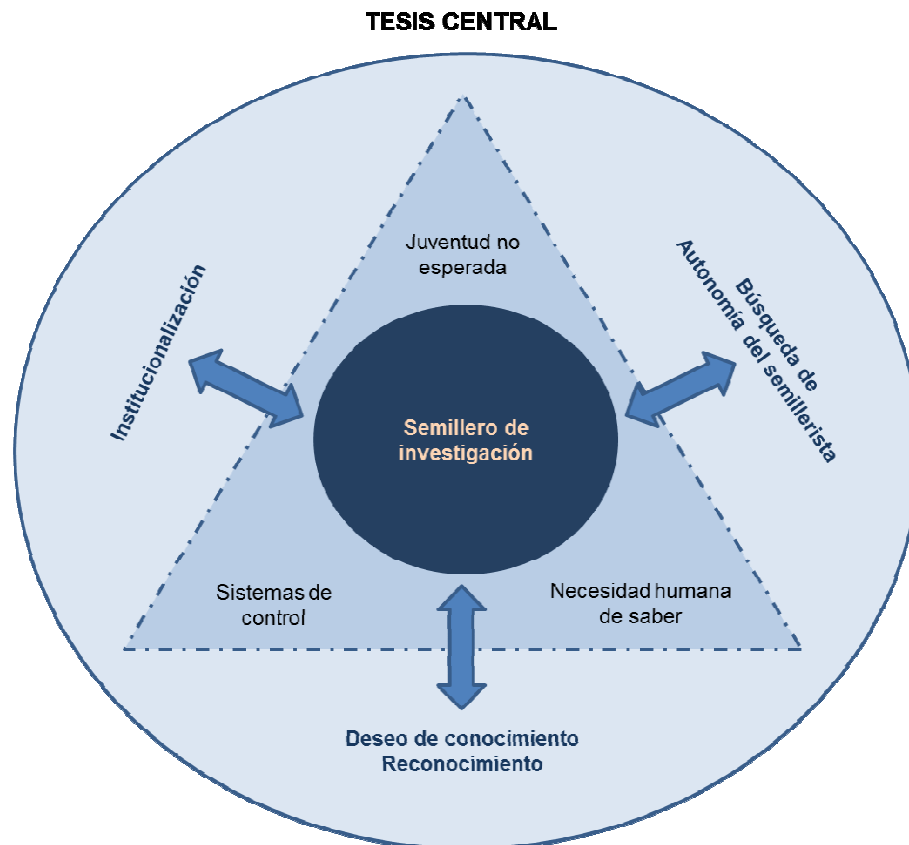 TESIS CENTRAL
Juventud no
esperada
Institucionalización
Búsqueda de
Autonomía del semillerista
Semillero de
investigación
Sistemas de
control
Necesidad humana
de saber
Deseo de conocimiento
Reconocimiento